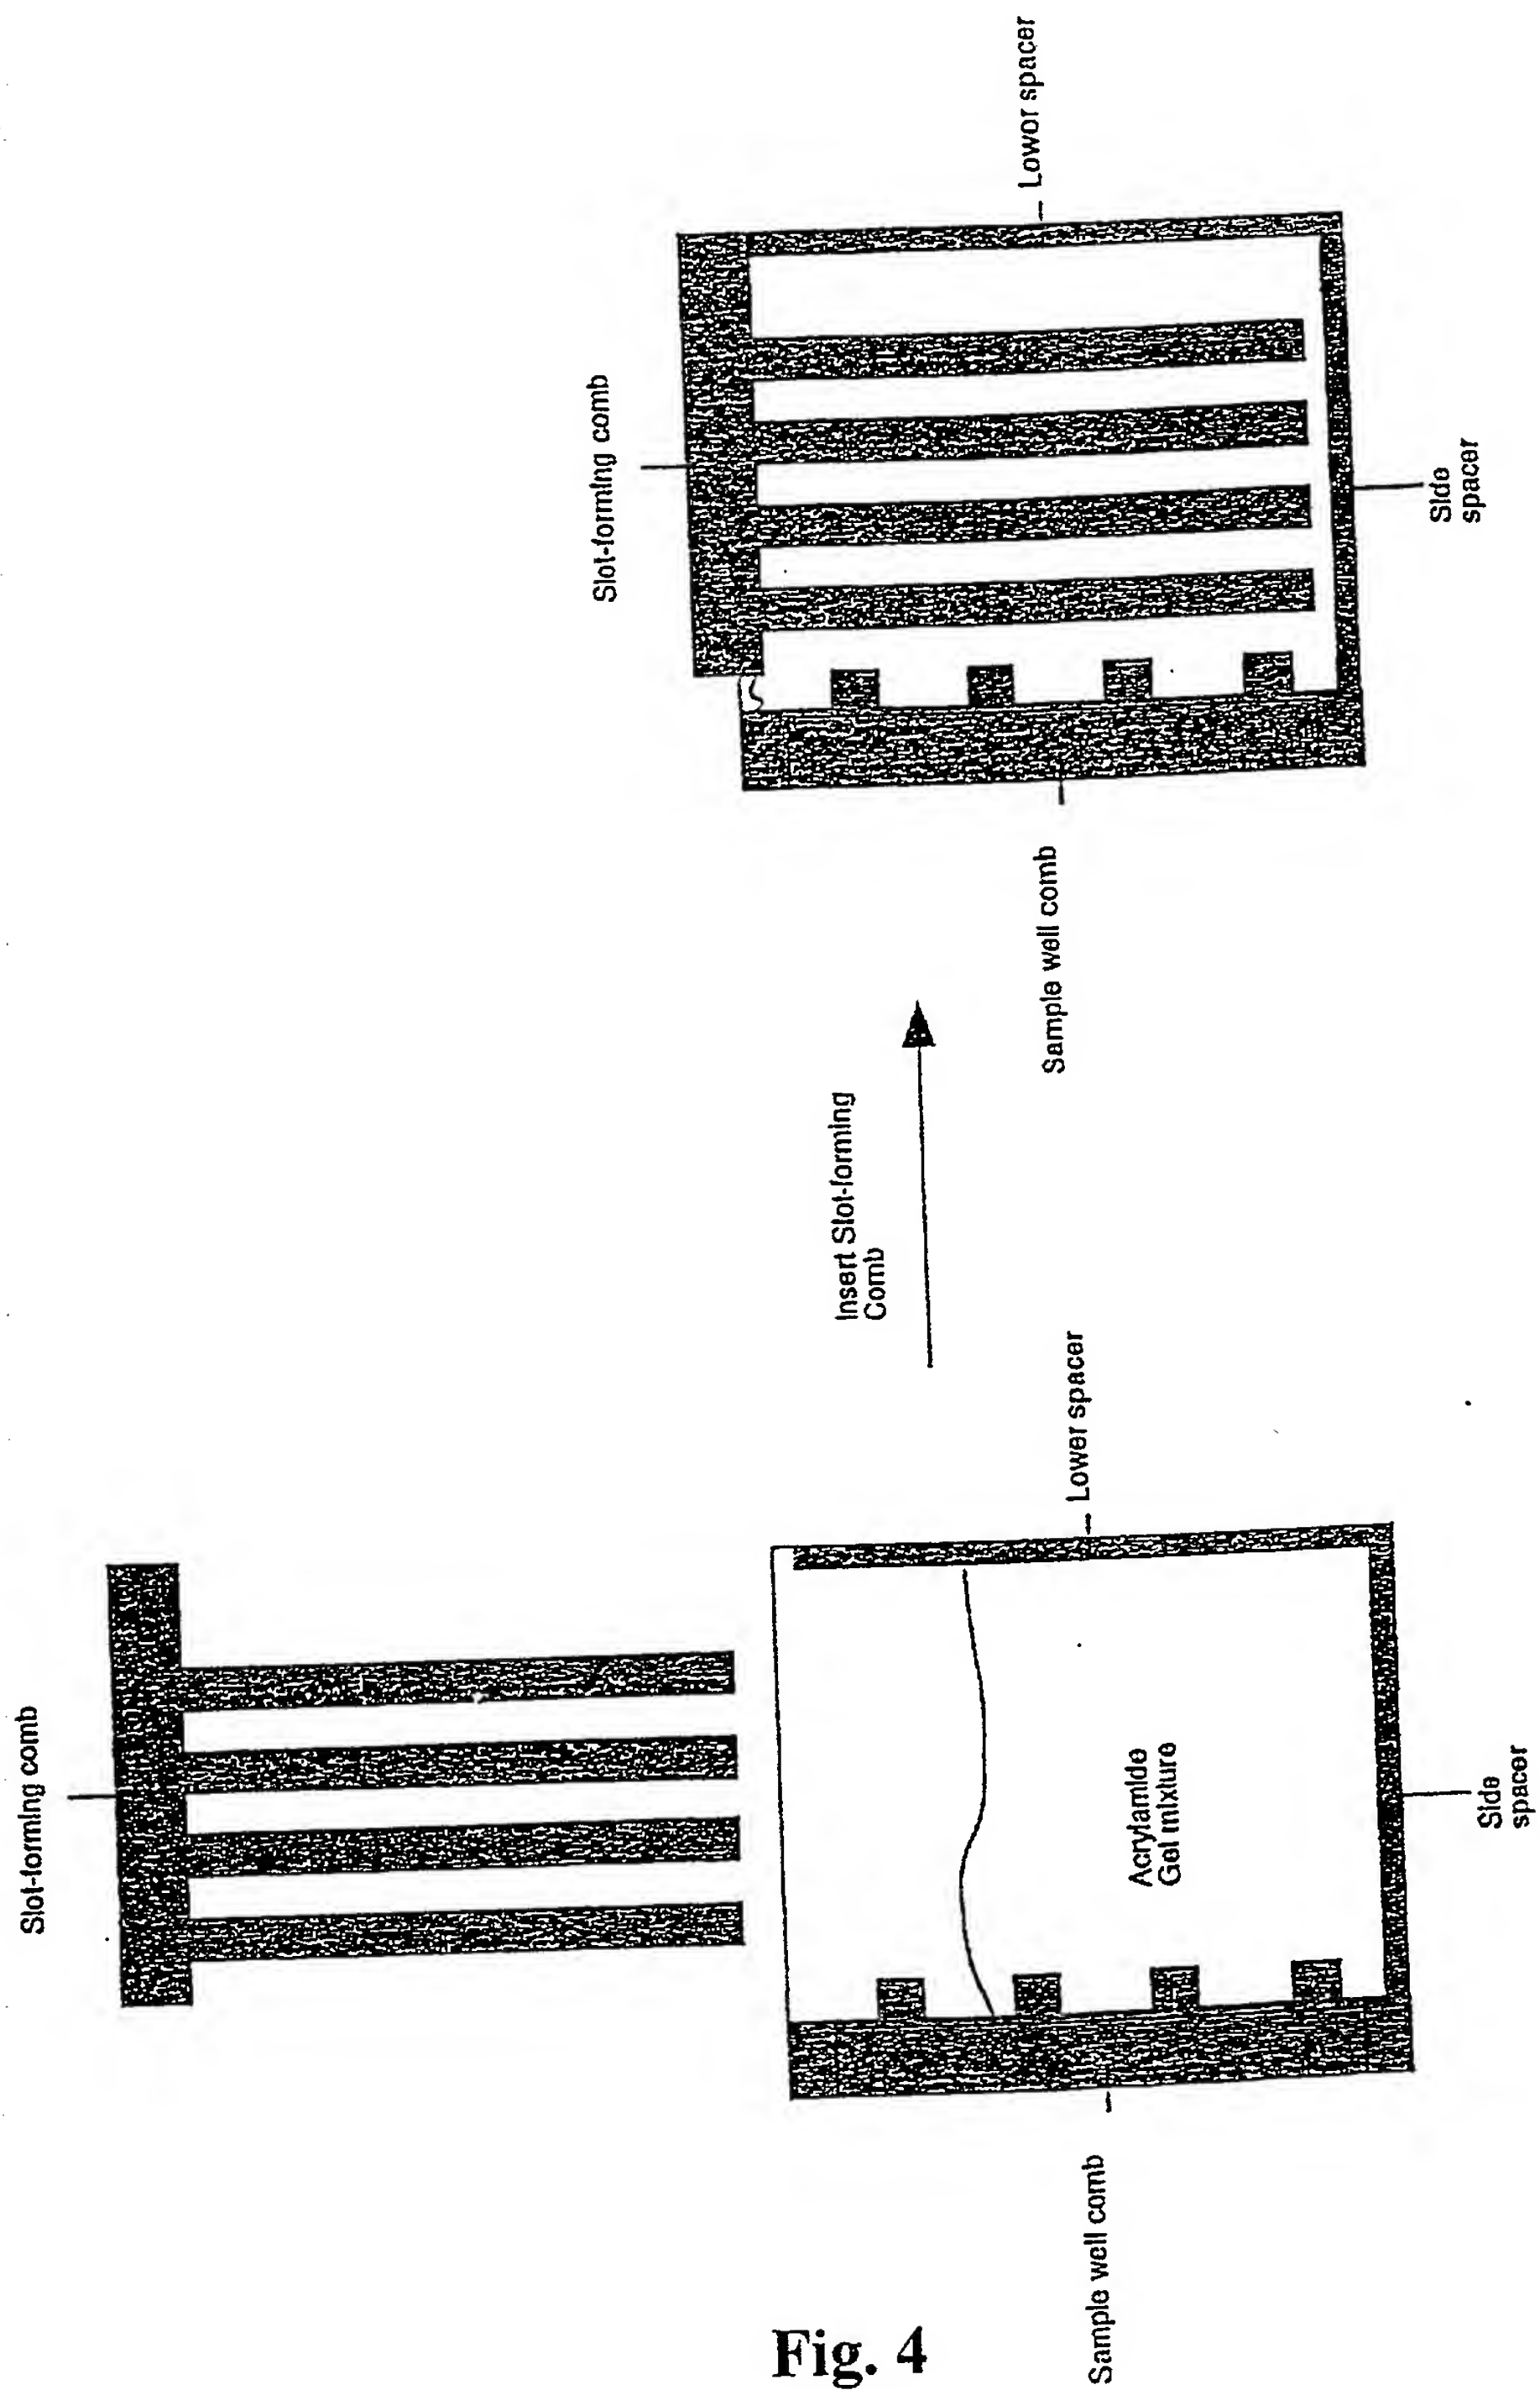 Slot-forming comb
Sample well comb
Acrylamide
Gel mixture
Lower spacer
Side
spacer
Insert Slot-forming
Comb
Slot-forming comb
Sample well comb
Lowor spacer
Side
spacer
Fig. 4